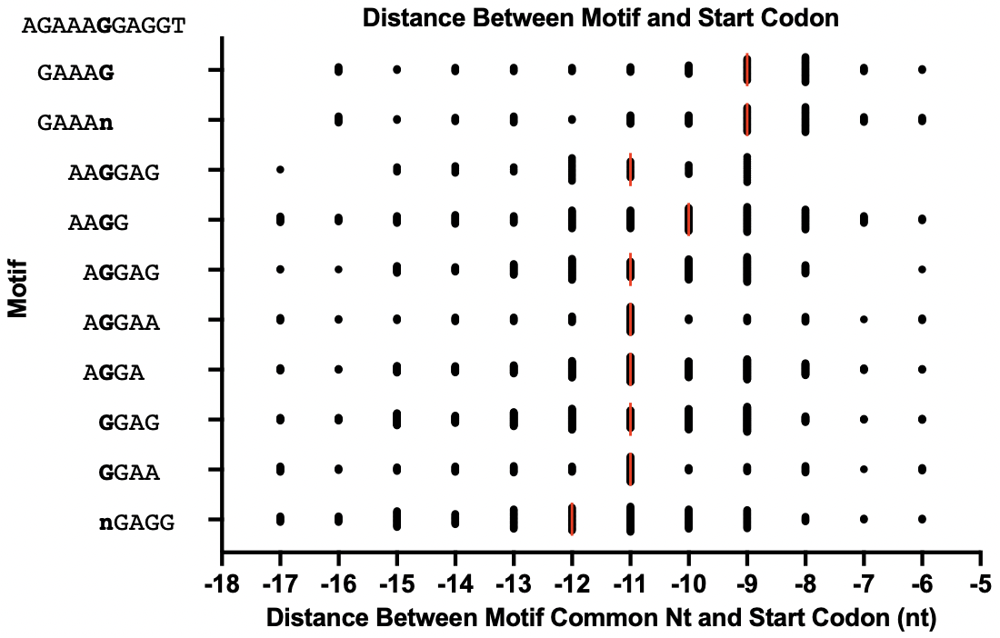 Distance Between Motif and Start Codon
AGAAAGGAGGT
GAAAG
GAAAn
AAGGAG
AAGG
AGGAG
AGGAA
AGGA
GGAG
GGAA
nGAGG
Motif
-18 -17 -16 -15 -14 -13 -12 -11 -10 -9 -8 -7 -6 -5
Distance Between Motif Common Nt and Start Codon (nt)